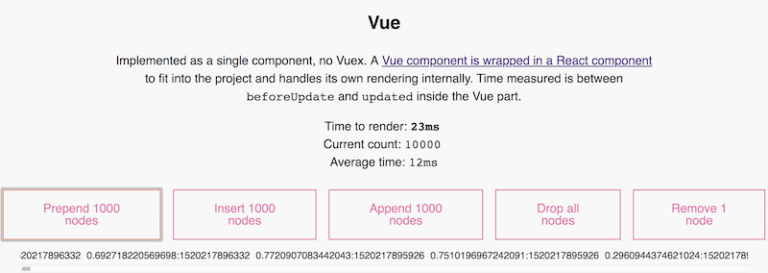 Vue
Implemented as a single component, no Vuex. A Vue component is wrapped in a React component
to fit into the project and handles its own rendering internally. Time measured is between
beforeUpdate and updated inside the Vue part.
Time to render: 23ms
Current count: 10000
Average time: 12ms
Prepend 1000
nodes
Insert 1000
nodes
Append 1000
nodes
Drop all
nodes
Remove 1
node
20217896332 0.692718220569698:1520217896332 0.7720907083442043:1520217895926 0.7510196967242091:1520217895926 0.2960944374621024:152021789